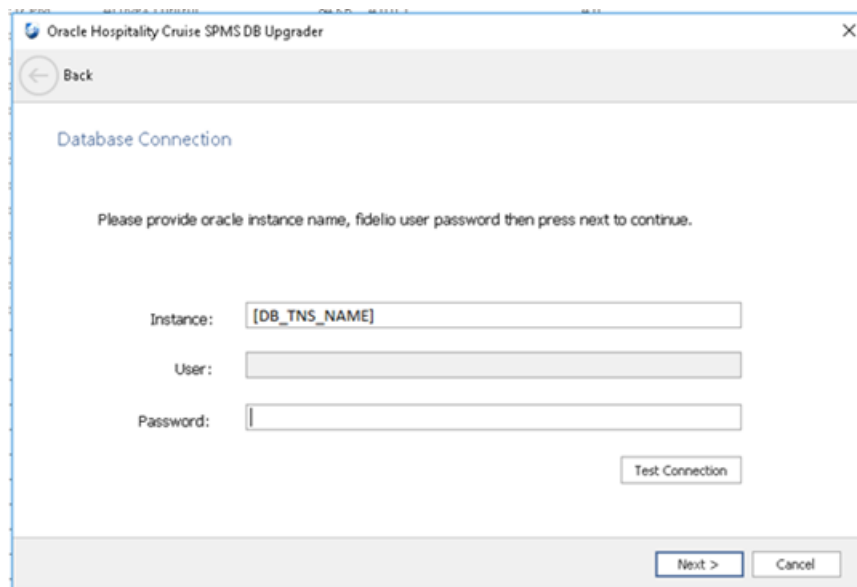 Oracle Hospitality Cruise SPMS DB Upgrader
Back
Database Connection
Please provide oracle instance name, fidelio user password then press next to continue.
Instance: [DB_TNS_NAME]
User:
Password:
Test Connection
Next >
Cancel